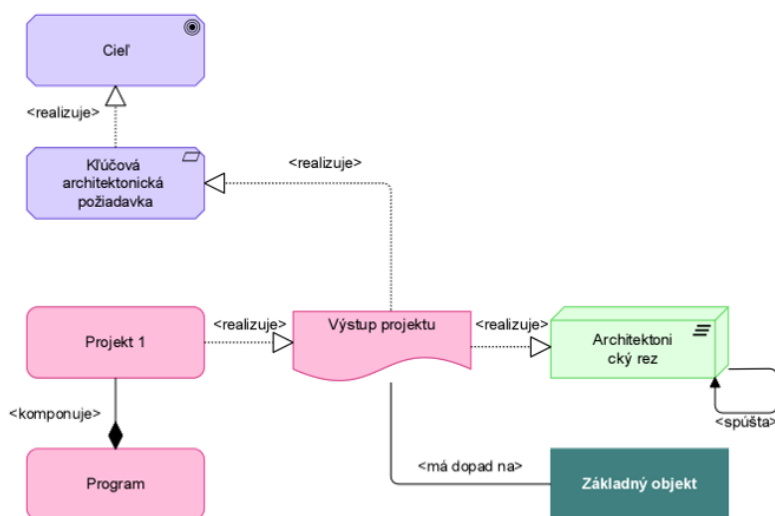 Cieľ
<realizuje>
Kľúčová
architektonická
požiadavka
<realizuje>
Projekt 1
<realizuje>
Výstup projektu
<realizuje>
Architektoni
cký rez
<spúšta>
<komponuje>
Program
<má dopad na>
Základný objekt